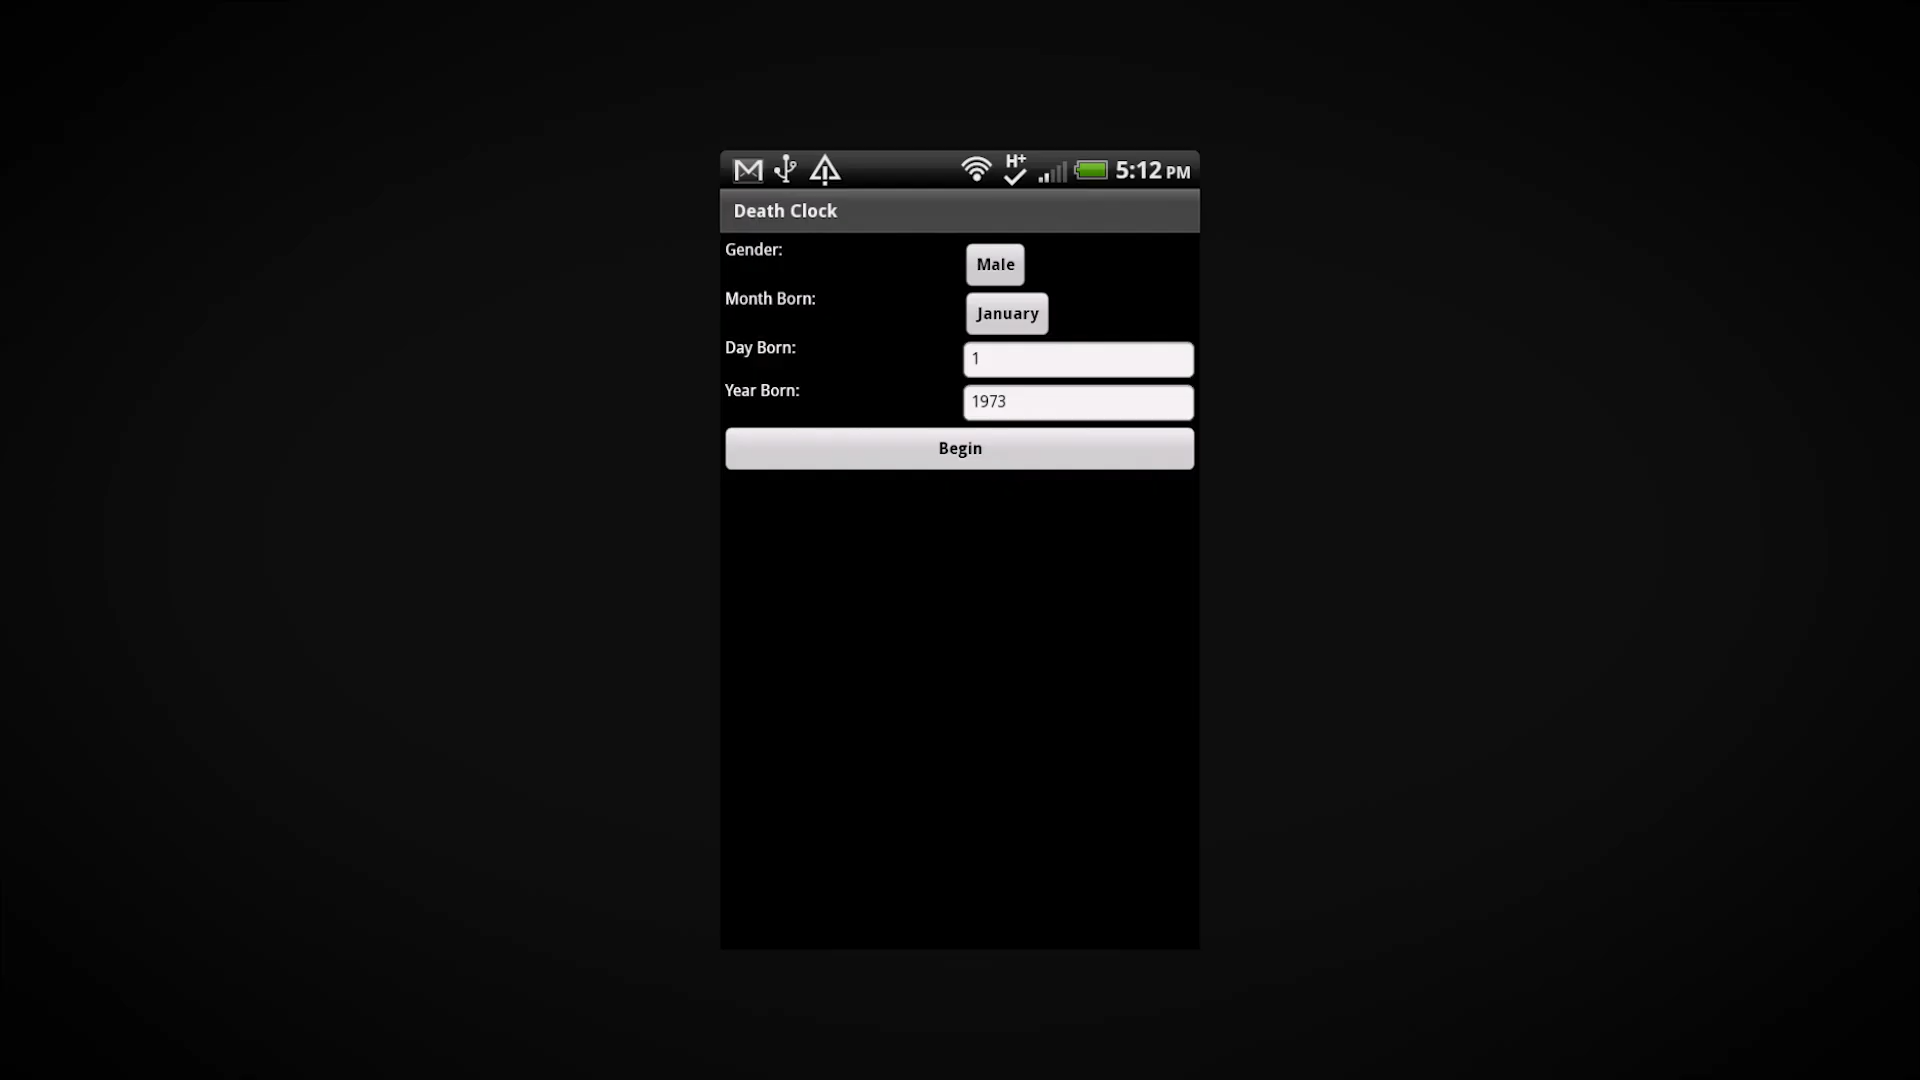 H+
5:12 PM
Death Clock
Gender: Male
Month Born: January
Day Born: 1
Year Born: 1973
Begin